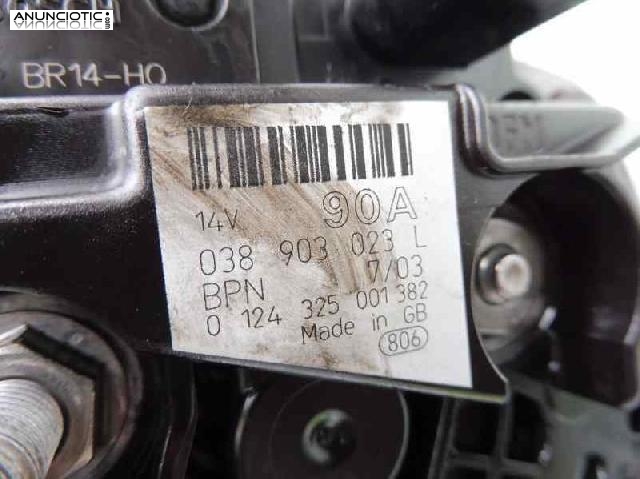 ANUNCIOTIC.COM
BR14-HO
14V 90A
038 903 023 L
BPN 7/03
0 124 325 001 382
Made in GB
806